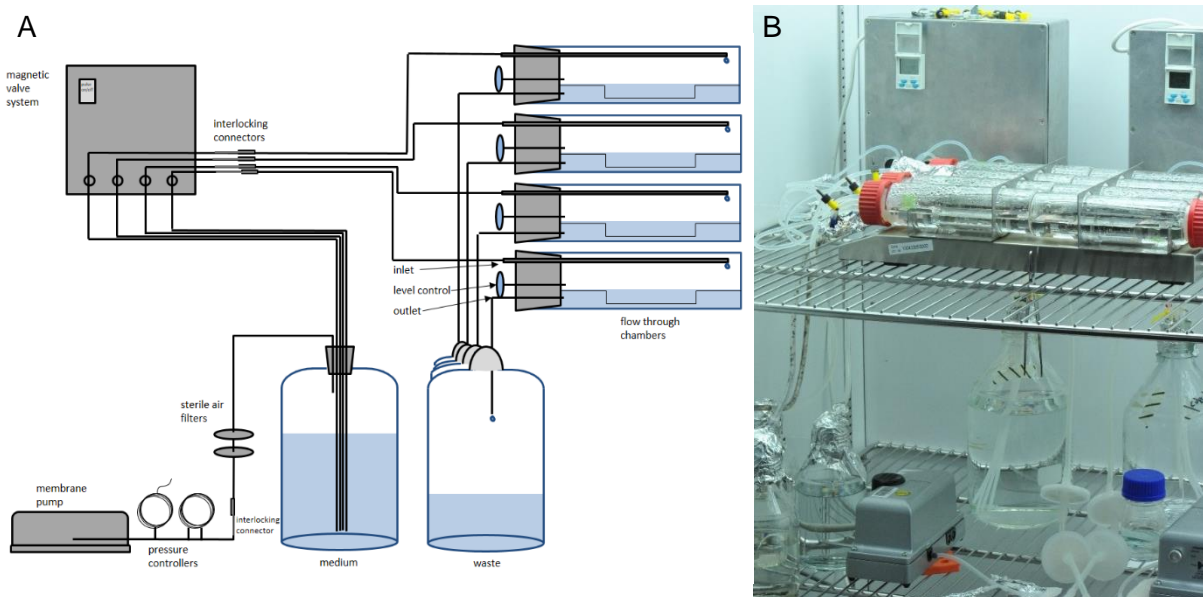 A
B
magnetic
valve
system
interlocking
connectors
inlet
level control
outlet
flow through
chambers
sterile air
filters
membrane
pump
interlocking
connector
pressure
controllers
medium
waste